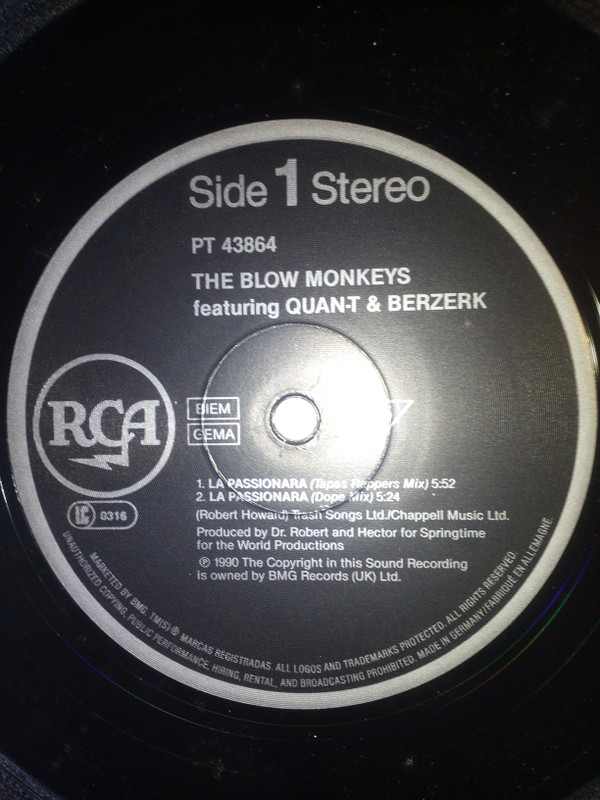 Side 1 Stereo
PT 43864
THE BLOW MONKEYS
featuring QUAN-T & BERZERK
RCA
BIEM
GEMA
LC 0316
1. LA PASSIONARA (Tapas Rappers Mix) 5:52
2. LA PASSIONARA (Dope Mix) 5:24
(Robert Howard) Trash Songs Ltd./Chappell Music Ltd.
Produced by Dr. Robert and Hector for Springtime
for the World Productions
℗ 1990 The Copyright in this Sound Recording
is owned by BMG Records (UK) Ltd.
MARKETED BY BMG. TM(S) ® MARCAS REGISTRADAS. ALL LOGOS AND TRADEMARKS PROTECTED. ALL RIGHTS RESERVED.
UNAUTHORIZED COPYING, PUBLIC PERFORMANCE, HIRING, RENTAL, AND BROADCASTING PROHIBITED. MADE IN GERMANY/FABRIQUÉ EN ALLEMAGNE.